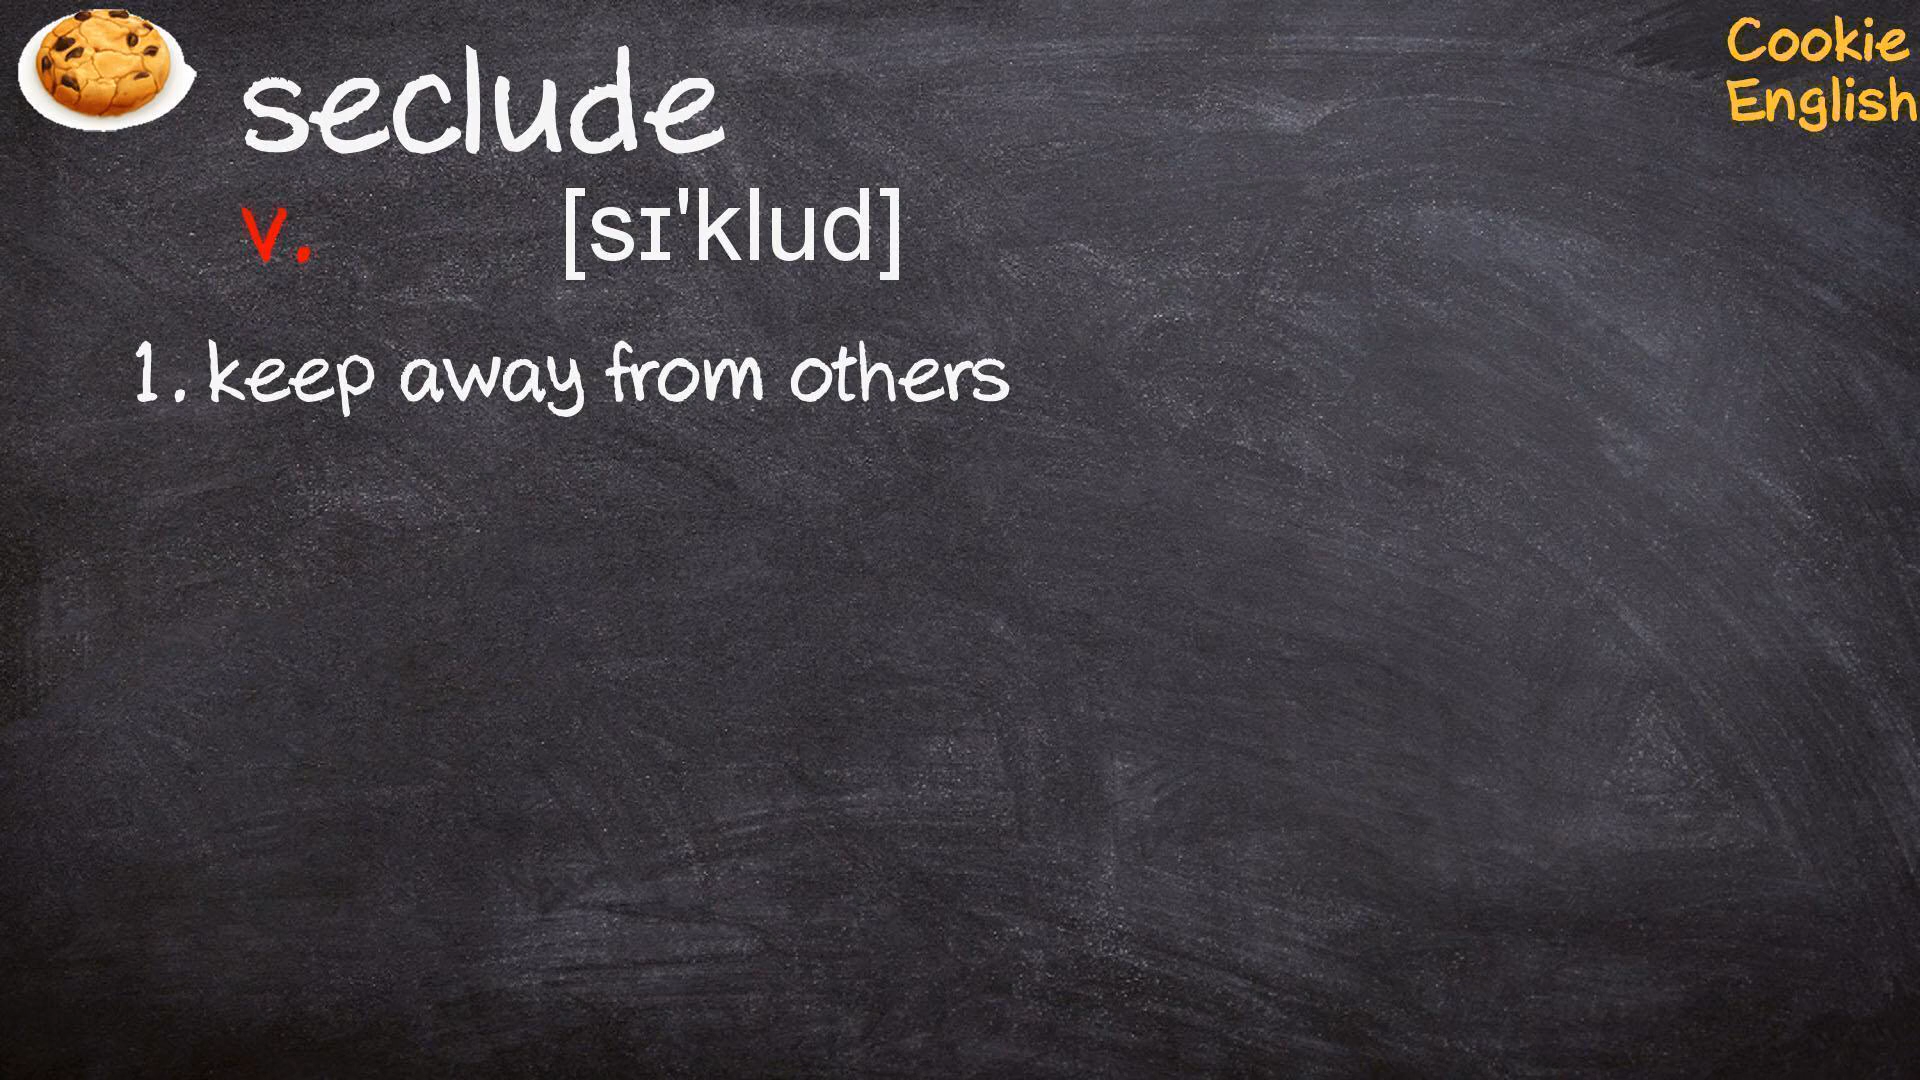 seclude
v. [sɪ'klud]
1. keep away from others
Cookie
English